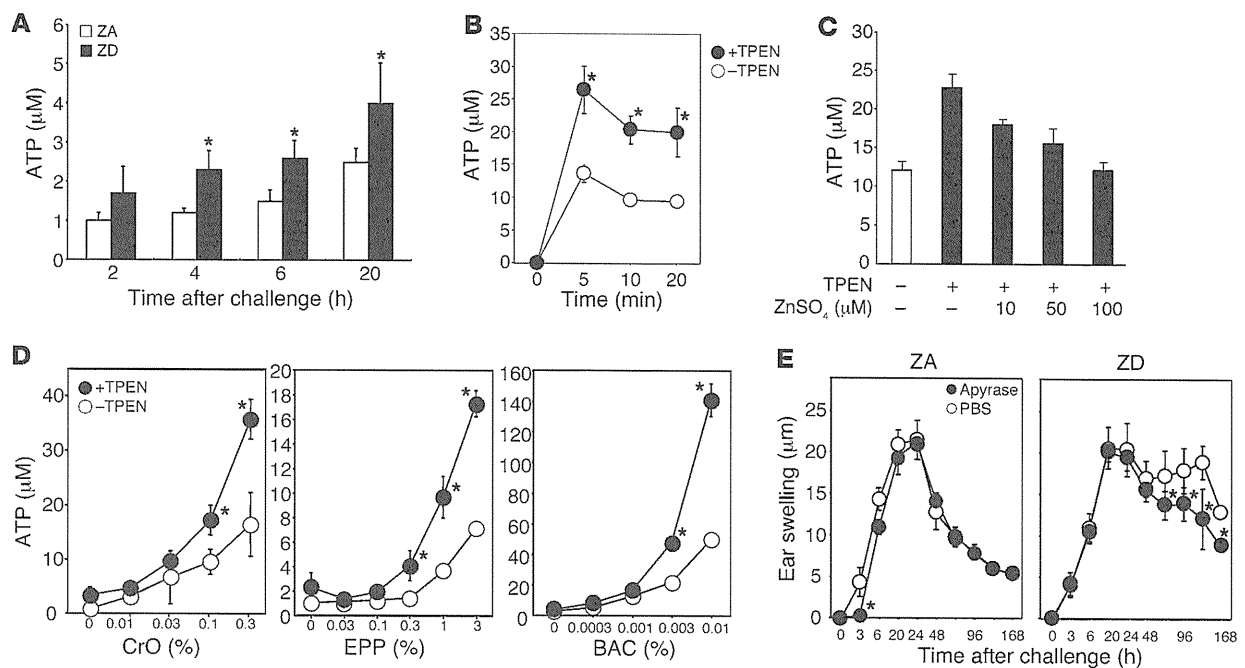 A
ZA
ZD
ATP (μM)
6
5
4
3
2
1
0
*
*
*
2 4 6 20
Time after challenge (h)
B
+TPEN
−TPEN
ATP (μM)
35
30
25
20
15
10
5
0
*
*
*
0 5 10 20
Time (min)
C
ATP (μM)
30
25
20
15
10
5
0
TPEN − + + + +
ZnSO4 (μM) − − 10 50 100
D
+TPEN
−TPEN
ATP (μM)
40
30
20
10
0
*
*
0 0.01 0.03 0.1 0.3
CrO (%)
20
18
16
14
12
10
8
6
4
2
0
*
*
*
0 0.03 0.1 0.3 1 3
EPP (%)
160
140
120
100
80
60
40
20
0
*
*
0 0.0003 0.001 0.003 0.01
BAC (%)
E
ZA
ZD
Apyrase
PBS
Ear swelling (μm)
25
20
15
10
5
0
*
0 3 6 20 24 48 96 168
*
*
*
*
0 3 6 20 24 48 96 168
Time after challenge (h)